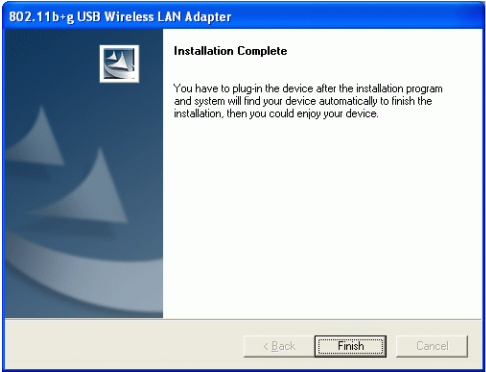 802.11b+g USB Wireless LAN Adapter
Installation Complete
You have to plug-in the device after the installation program
and system will find your device automatically to finish the
installation, then you could enjoy your device.
< Back
Finish
Cancel